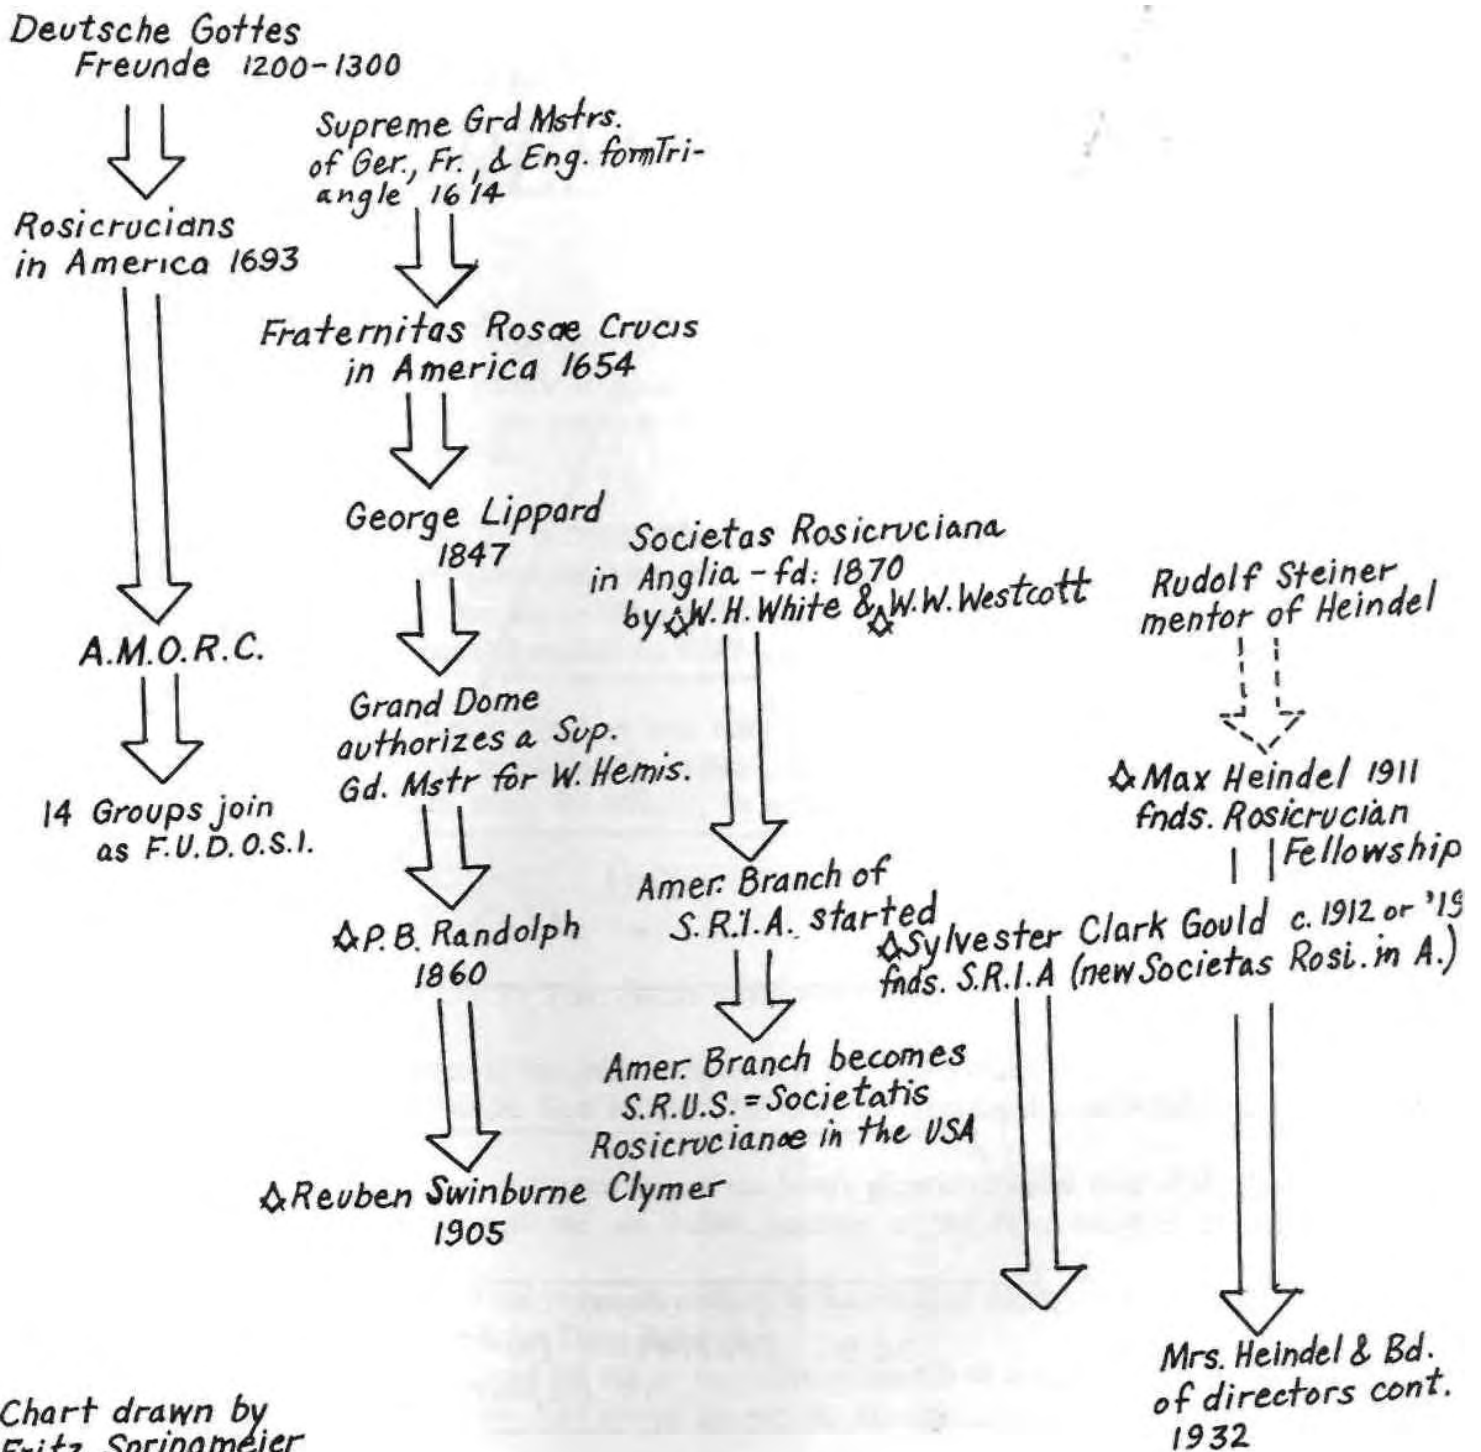 Deutsche Gottes
Freunde 1200-1300
Rosicrucians
in America 1693
A.M.O.R.C.
14 Groups join
as F.U.D.O.S.I.
Supreme Grd Mstrs.
of Ger., Fr., & Eng. form Tri-
angle 1614
Fraternitas Rosae Crucis
in America 1654
George Lippard
1847
Grand Dome
authorizes a Sup.
Gd. Mstr for W. Hemis.
P.B. Randolph
1860
Reuben Swinburne Clymer
1905
Societas Rosicruciana
in Anglia - fd: 1870
by W.H. White & W.W. Westcott
Amer. Branch of
S.R.I.A. started
Amer. Branch becomes
S.R.U.S. = Societatis
Rosicrucianae in the USA
Rudolf Steiner
mentor of Heindel
Max Heindel 1911
fnds. Rosicrucian
Fellowship
Sylvester Clark Gould c. 1912 or
fnds. S.R.I.A (new Societas Rosi. in A.)
Mrs. Heindel & Bd.
of directors cont.
1932
Chart drawn by
Fritz Springmeier